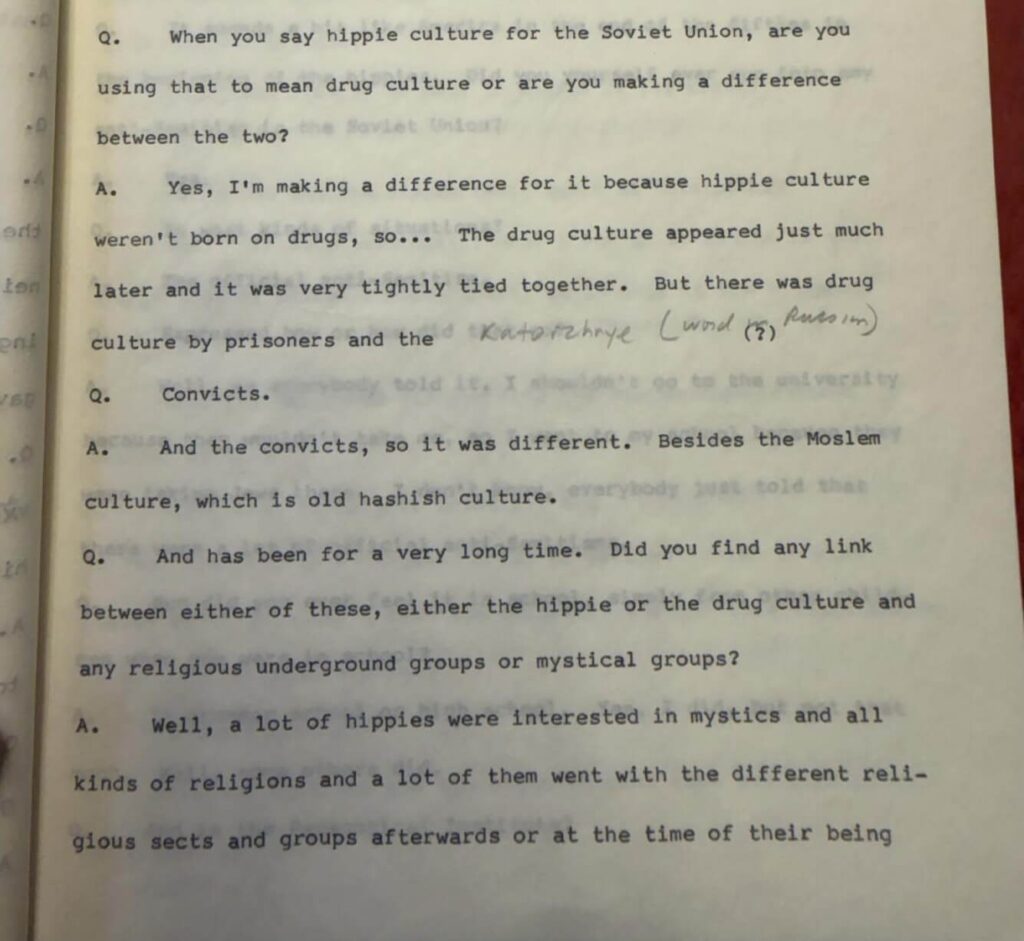 Q. When you say hippie culture for the Soviet Union, are you
using that to mean drug culture or are you making a difference
between the two?
A. Yes, I'm making a difference for it because hippie culture
weren't born on drugs, so... The drug culture appeared just much
later and it was very tightly tied together. But there was drug
culture by prisoners and the Katorzhnye (word in Russian) (?)
Q. Convicts.
A. And the convicts, so it was different. Besides the Moslem
culture, which is old hashish culture.
Q. And has been for a very long time. Did you find any link
between either of these, either the hippie or the drug culture and
any religious underground groups or mystical groups?
A. Well, a lot of hippies were interested in mystics and all
kinds of religions and a lot of them went with the different reli-
gious sects and groups afterwards or at the time of their being